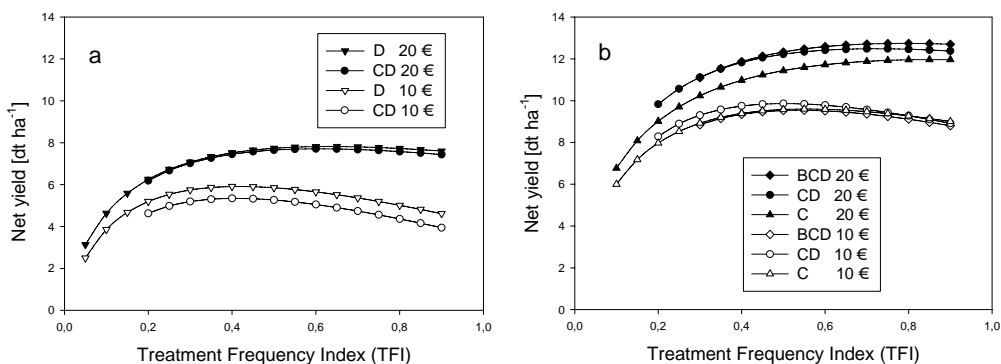 a
D 20 €
CD 20 €
D 10 €
CD 10 €
Net yield [dt ha-1]
14
12
10
8
6
4
2
0
0,0 0,2 0,4 0,6 0,8 1,0
Treatment Frequency Index (TFI)
b
BCD 20 €
CD 20 €
C 20 €
BCD 10 €
CD 10 €
C 10 €
Net yield [dt ha-1]
14
12
10
8
6
4
2
0
0,0 0,2 0,4 0,6 0,8 1,0
Treatment Frequency Index (TFI)